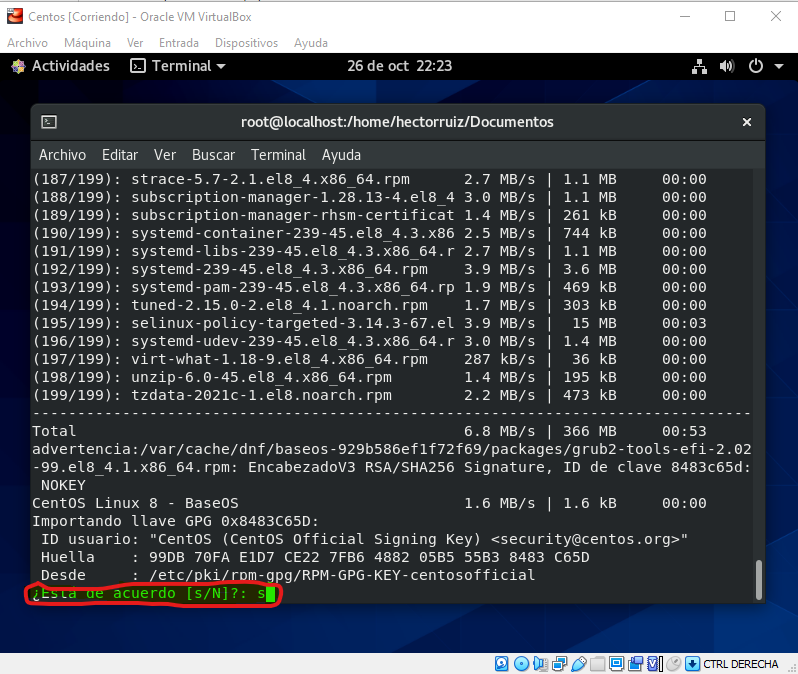 Centos [Corriendo] - Oracle VM VirtualBox
Archivo Máquina Ver Entrada Dispositivos Ayuda
Actividades Terminal 26 de oct 22:23
root@localhost:/home/hectorruiz/Documentos
Archivo Editar Ver Buscar Terminal Ayuda
(187/199): strace-5.7-2.1.el8_4.x86_64.rpm 2.7 MB/s | 1.1 MB 00:00
(188/199): subscription-manager-1.28.13-4.el8_4 3.0 MB/s | 1.1 MB 00:00
(189/199): subscription-manager-rhsm-certificat 1.4 MB/s | 261 kB 00:00
(190/199): systemd-container-239-45.el8_4.3.x86 2.5 MB/s | 744 kB 00:00
(191/199): systemd-libs-239-45.el8_4.3.x86_64.r 2.7 MB/s | 1.1 MB 00:00
(192/199): systemd-239-45.el8_4.3.x86_64.rpm 3.9 MB/s | 3.6 MB 00:00
(193/199): systemd-pam-239-45.el8_4.3.x86_64.rp 1.9 MB/s | 469 kB 00:00
(194/199): tuned-2.15.0-2.el8_4.1.noarch.rpm 1.7 MB/s | 303 kB 00:00
(195/199): selinux-policy-targeted-3.14.3-67.el 3.9 MB/s | 15 MB 00:03
(196/199): systemd-udev-239-45.el8_4.3.x86_64.r 3.0 MB/s | 1.4 MB 00:00
(197/199): virt-what-1.18-9.el8_4.x86_64.rpm 287 kB/s | 36 kB 00:00
(198/199): unzip-6.0-45.el8_4.x86_64.rpm 1.4 MB/s | 195 kB 00:00
(199/199): tzdata-2021c-1.el8.noarch.rpm 2.2 MB/s | 473 kB 00:00
--------------------------------------------------------------------------------
Total 6.8 MB/s | 366 MB 00:53
advertencia:/var/cache/dnf/baseos-929b586ef1f72f69/packages/grub2-tools-efi-2.02
-99.el8_4.1.x86_64.rpm: EncabezadoV3 RSA/SHA256 Signature, ID de clave 8483c65d:
NOKEY
CentOS Linux 8 - BaseOS 1.6 MB/s | 1.6 kB 00:00
Importando llave GPG 0x8483C65D:
ID usuario: "CentOS (CentOS Official Signing Key) <security@centos.org>"
Huella : 99DB 70FA E1D7 CE22 7FB6 4882 05B5 55B3 8483 C65D
Desde : /etc/pki/rpm-gpg/RPM-GPG-KEY-centosofficial
¿Está de acuerdo [s/N]?: s
CTRL DERECHA